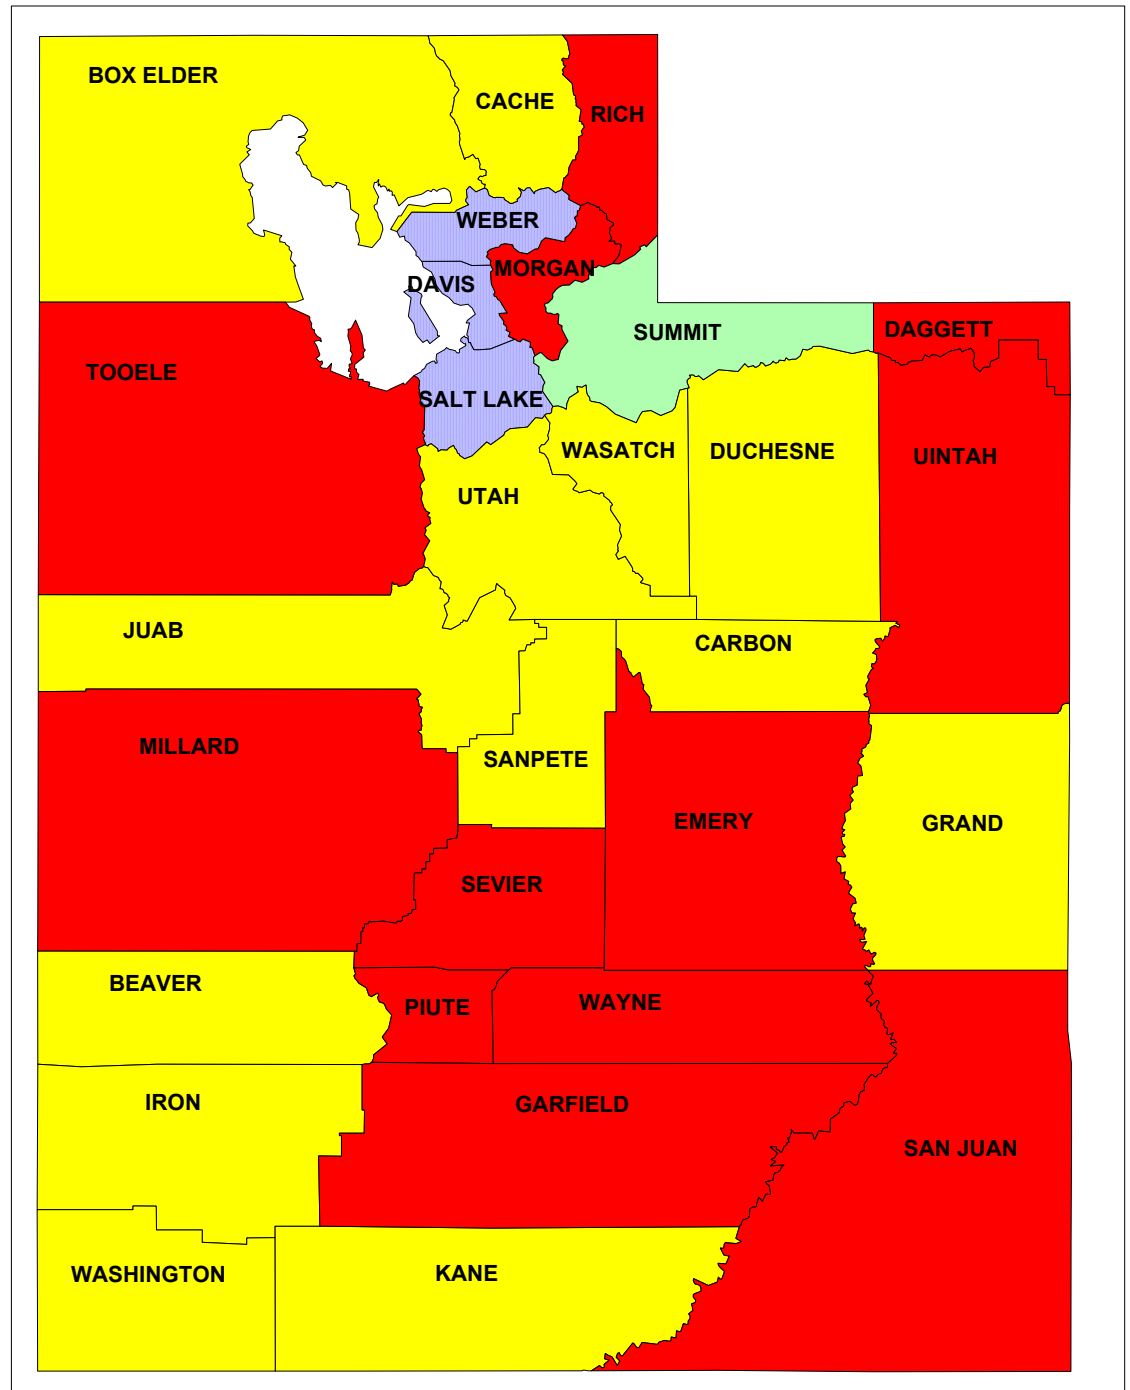 BOX ELDER
CACHE
RICH
WEBER
MORGAN
DAVIS
SUMMIT
DAGGETT
TOOELE
SALT LAKE
WASATCH
DUCHESNE
UINTAH
UTAH
JUAB
CARBON
MILLARD
SANPETE
EMERY
GRAND
SEVIER
BEAVER
PIUTE
WAYNE
IRON
GARFIELD
SAN JUAN
WASHINGTON
KANE